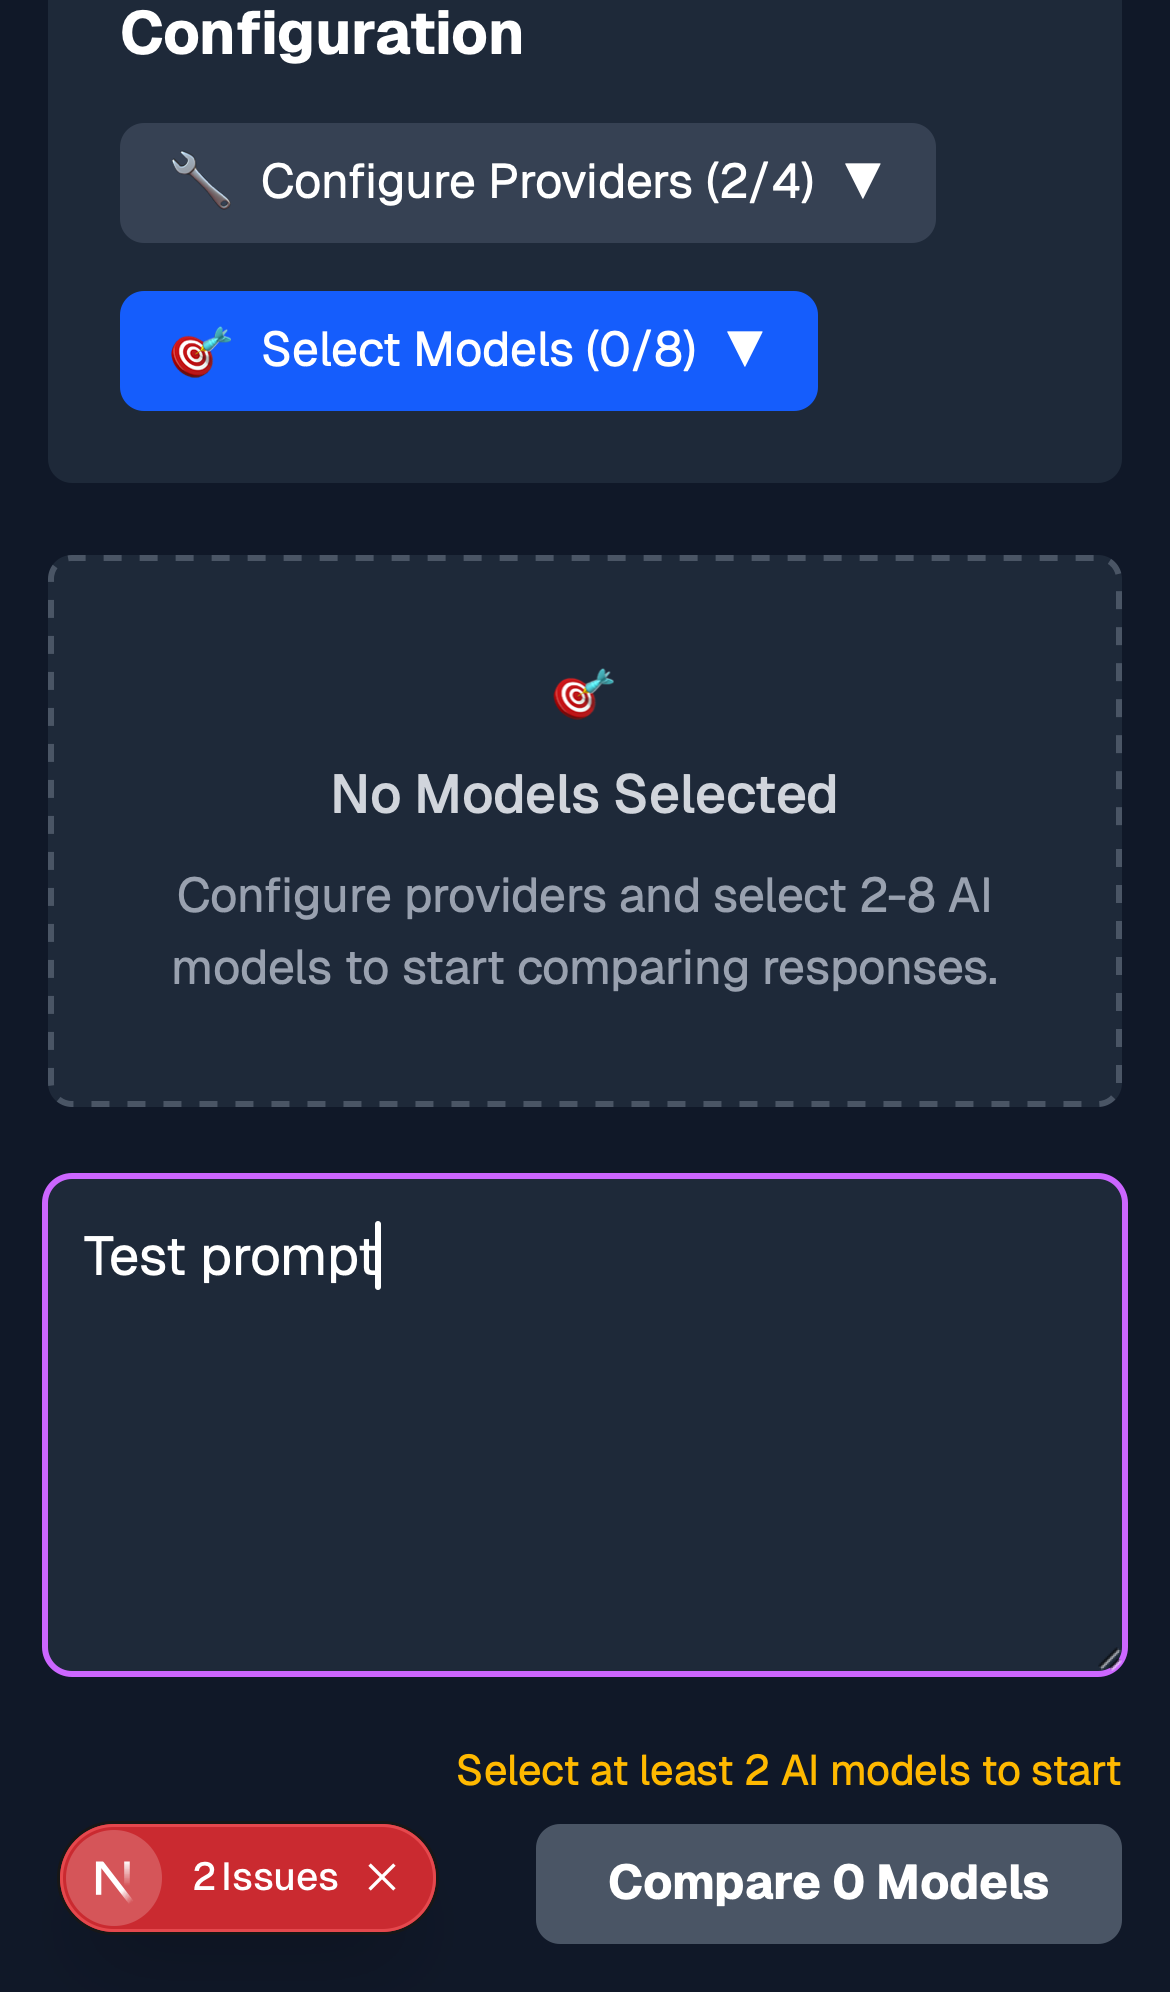 Configuration
Configure Providers (2/4) ▼
Select Models (0/8) ▼
No Models Selected
Configure providers and select 2-8 AI
models to start comparing responses.
Test prompt
Select at least 2 AI models to start
N 2 Issues ×
Compare 0 Models